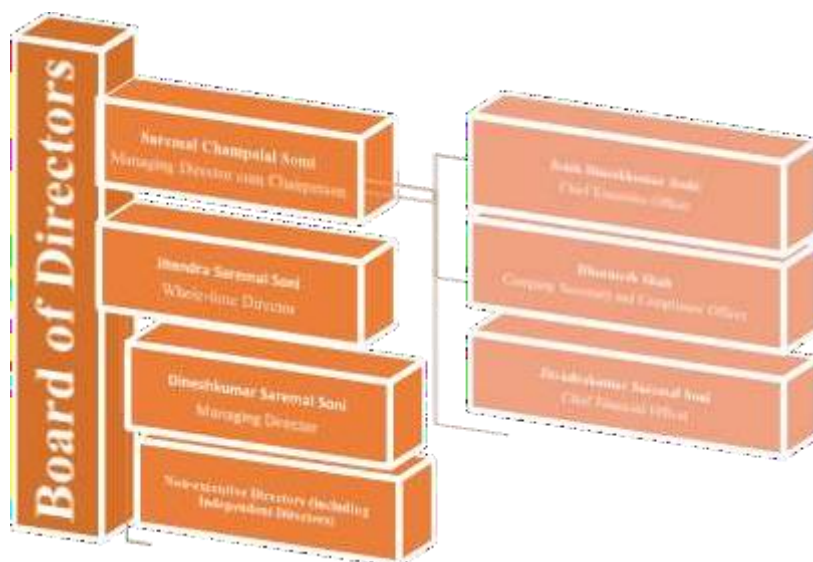 Board of Directors
Saremal Champalal Soni
Managing Director cum Chairperson
Jitendra Saremal Soni
Whole-time Director
Dineshkumar Saremal Soni
Managing Director
Non-executive Directors (including
Independent Directors)
Soni
Chief Officer
Shah
Company Secretary and Compliance Officer
Saremal Soni
Chief Financial Officer